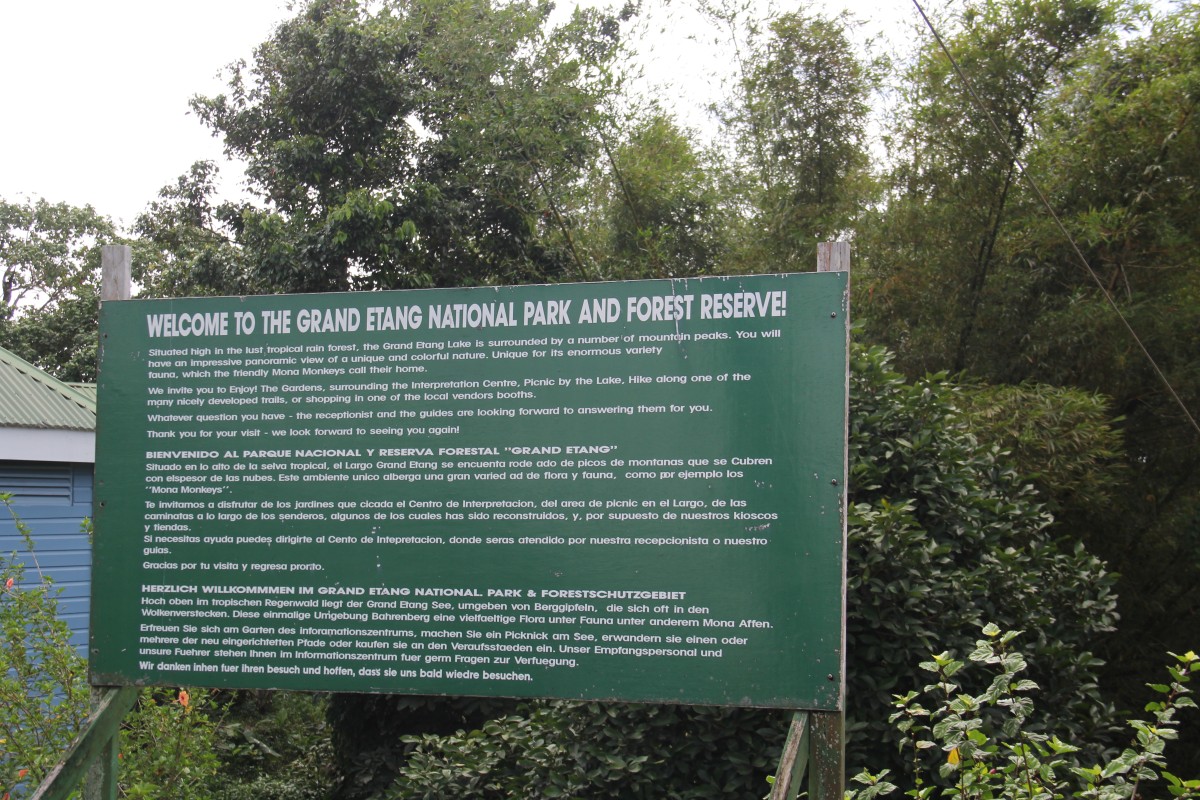 WELCOME TO THE GRAND ETANG NATIONAL PARK AND FOREST RESERVE!
Situated high in the lust tropical rain forest, the Grand Etang Lake is surrounded by a number of mountain peaks. You will
have an impressive panoramic view of a unique and colorful nature. Unique for its enormous variety
fauna, which the friendly Mona Monkeys call their home.
We invite you to Enjoy! The Gardens, surrounding the Interpretation Centre, Picnic by the Lake, Hike along one of the
many nicely developed trails, or shopping in one of the local vendors booths.
Whatever question you have - the receptionist and the guides are looking forward to answering them for you.
Thank you for your visit - we look forward to seeing you again!
BIENVENIDO AL PARQUE NACIONAL Y RESERVA FORESTAL "GRAND ETANG"
Situado en lo alto de la selva tropical, el Largo Grand Etang se encuenta rode ado de picos de montanas que se Cubren
con elspesor de las nubes. Este ambiente unico alberga una gran varied ad de flora y fauna, como por ejemplo los
"Mona Monkeys".
Te invitamos a disfrutar de los jardines que cicada el Centro de Interpretacion, del area de picnic en el Largo, de las
caminatas a lo largo de los senderos, algunos de los cuales has sido reconstruidos, y, por supuesto de nuestros kioscos
y tiendas.
Si necesitas ayuda puedes dirigirte al Cento de Intepretacion, donde seras atendido por nuestra recepcionista o nuestro
guias.
Gracias por tu visita y regresa pronto.
HERZLICH WILLKOMMMEN IM GRAND ETANG NATIONAL PARK & FORESTSCHUTZGEBIET
Hoch oben im tropischen Regenwald liegt der Grand Etang See, umgeben von Berggipfeln, die sich oft in den
Wolkenverstecken. Diese einmalige Umgebung Bahrenberg eine vielfaeltige Flora unter Fauna unter anderem Mona Affen.
Erfreuen Sie sich am Garten des Inforamationszentrums, machen Sie ein Picknick am See, erwandern sie einen oder
mehrere der neu eingerichtetten Pfade oder kaufen sie an den Veraufsstaeden ein. Unser Empfangspersonal und
unsure Fuehrer stehen Ihnen im Informationszentrum fuer germ Fragen zur Verfuegung.
Wir danken inhen fuer ihren besuch und hoffen, dass sie uns bald wiedre besuchen.